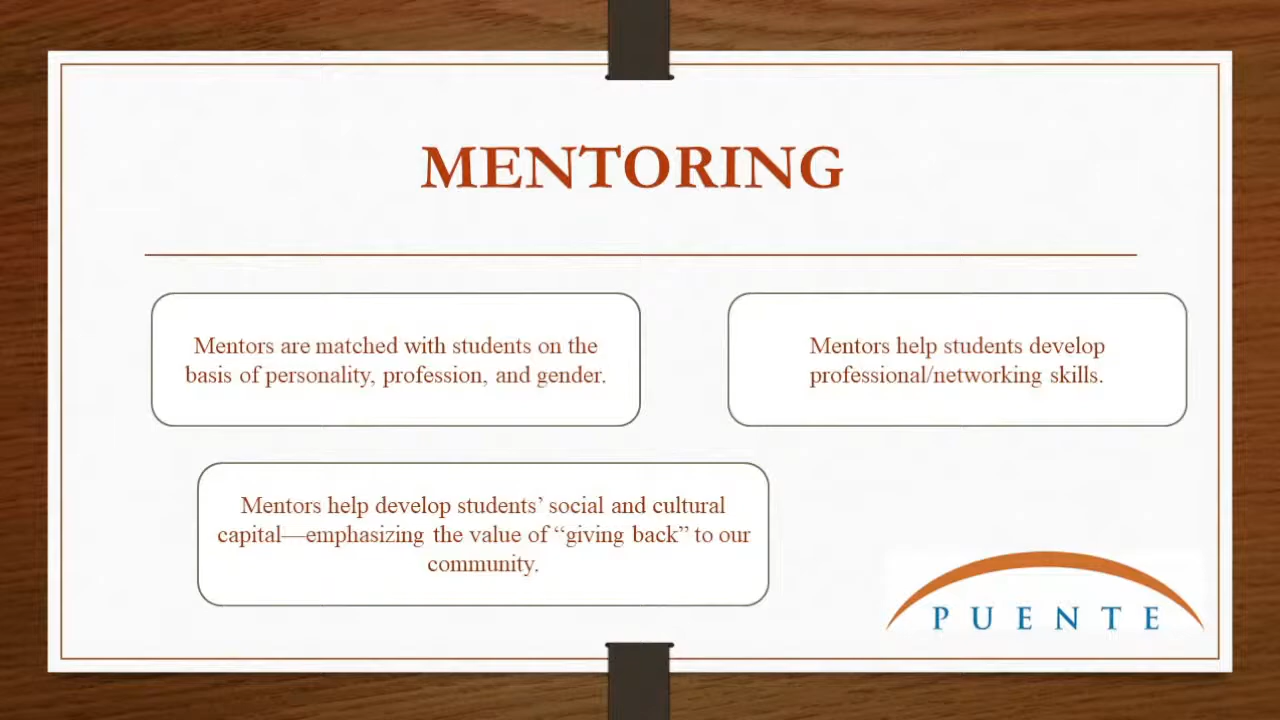 MENTORING
Mentors are matched with students on the
basis of personality, profession, and gender.
Mentors help students develop
professional/networking skills.
Mentors help develop students’ social and cultural
capital—emphasizing the value of “giving back” to our
community.
PUENTE